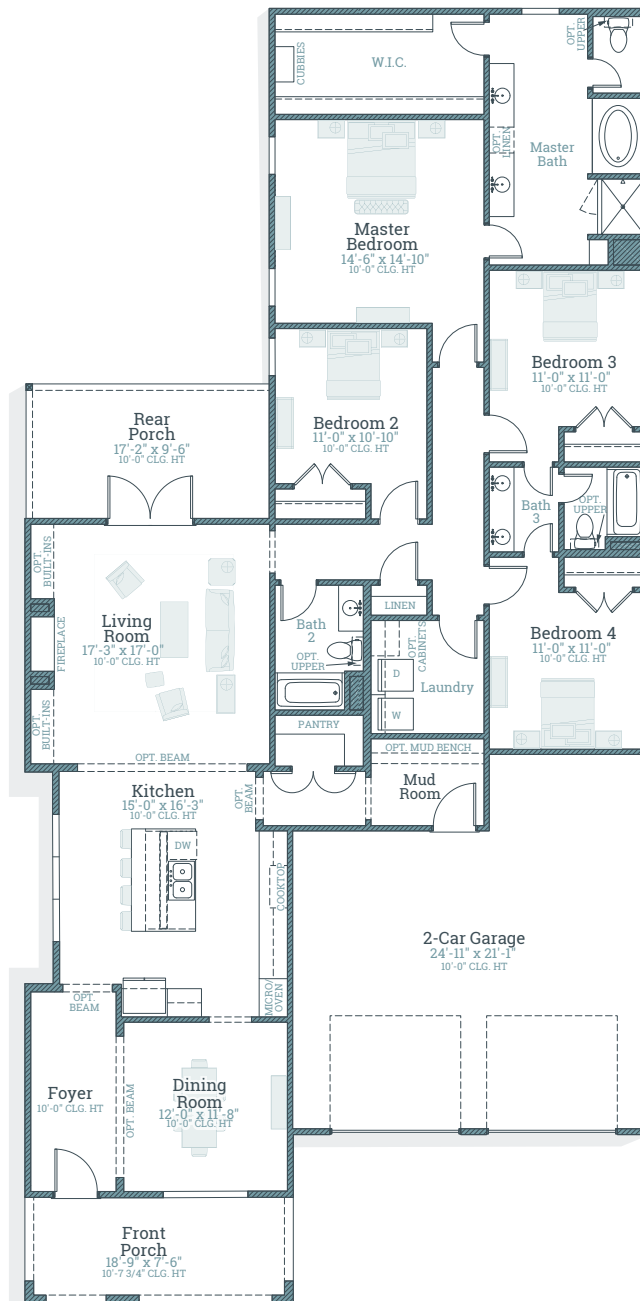 OPT.
UPPER
CUBBIES
W.I.C.
OPT.
LINEN
Master
Bath
Master
Bedroom
14'-6" x 14'-10"
10'-0" CLG. HT
Bedroom 3
11'-0" x 11'-0"
10'-0" CLG. HT
Rear
Porch
17'-2" x 9'-6"
10'-0" CLG. HT
Bedroom 2
11'-0" x 10'-10"
10'-0" CLG. HT
Bath
3
OPT.
UPPER
OPT.
BUILT-INS
Living
Room
17'-3" x 17'-0"
10'-0" CLG. HT
FIREPLACE
OPT.
BUILT-INS
Bath
2
OPT.
UPPER
LINEN
OPT.
CABINETS
D
W
Laundry
Bedroom 4
11'-0" x 11'-0"
10'-0" CLG. HT
PANTRY
OPT. MUD BENCH
Mud
Room
OPT. BEAM
Kitchen
15'-0" x 16'-3"
10'-0" CLG. HT
OPT.
BEAM
DW
COOKTOP
MICRO/
OVEN
2-Car Garage
24'-11" x 21'-1"
10'-0" CLG. HT
OPT.
BEAM
Foyer
10'-0" CLG. HT
OPT. BEAM
Dining
Room
12'-0" x 11'-8"
10'-0" CLG. HT
Front
Porch
18'-9" x 7'-6"
10'-7 3/4" CLG. HT